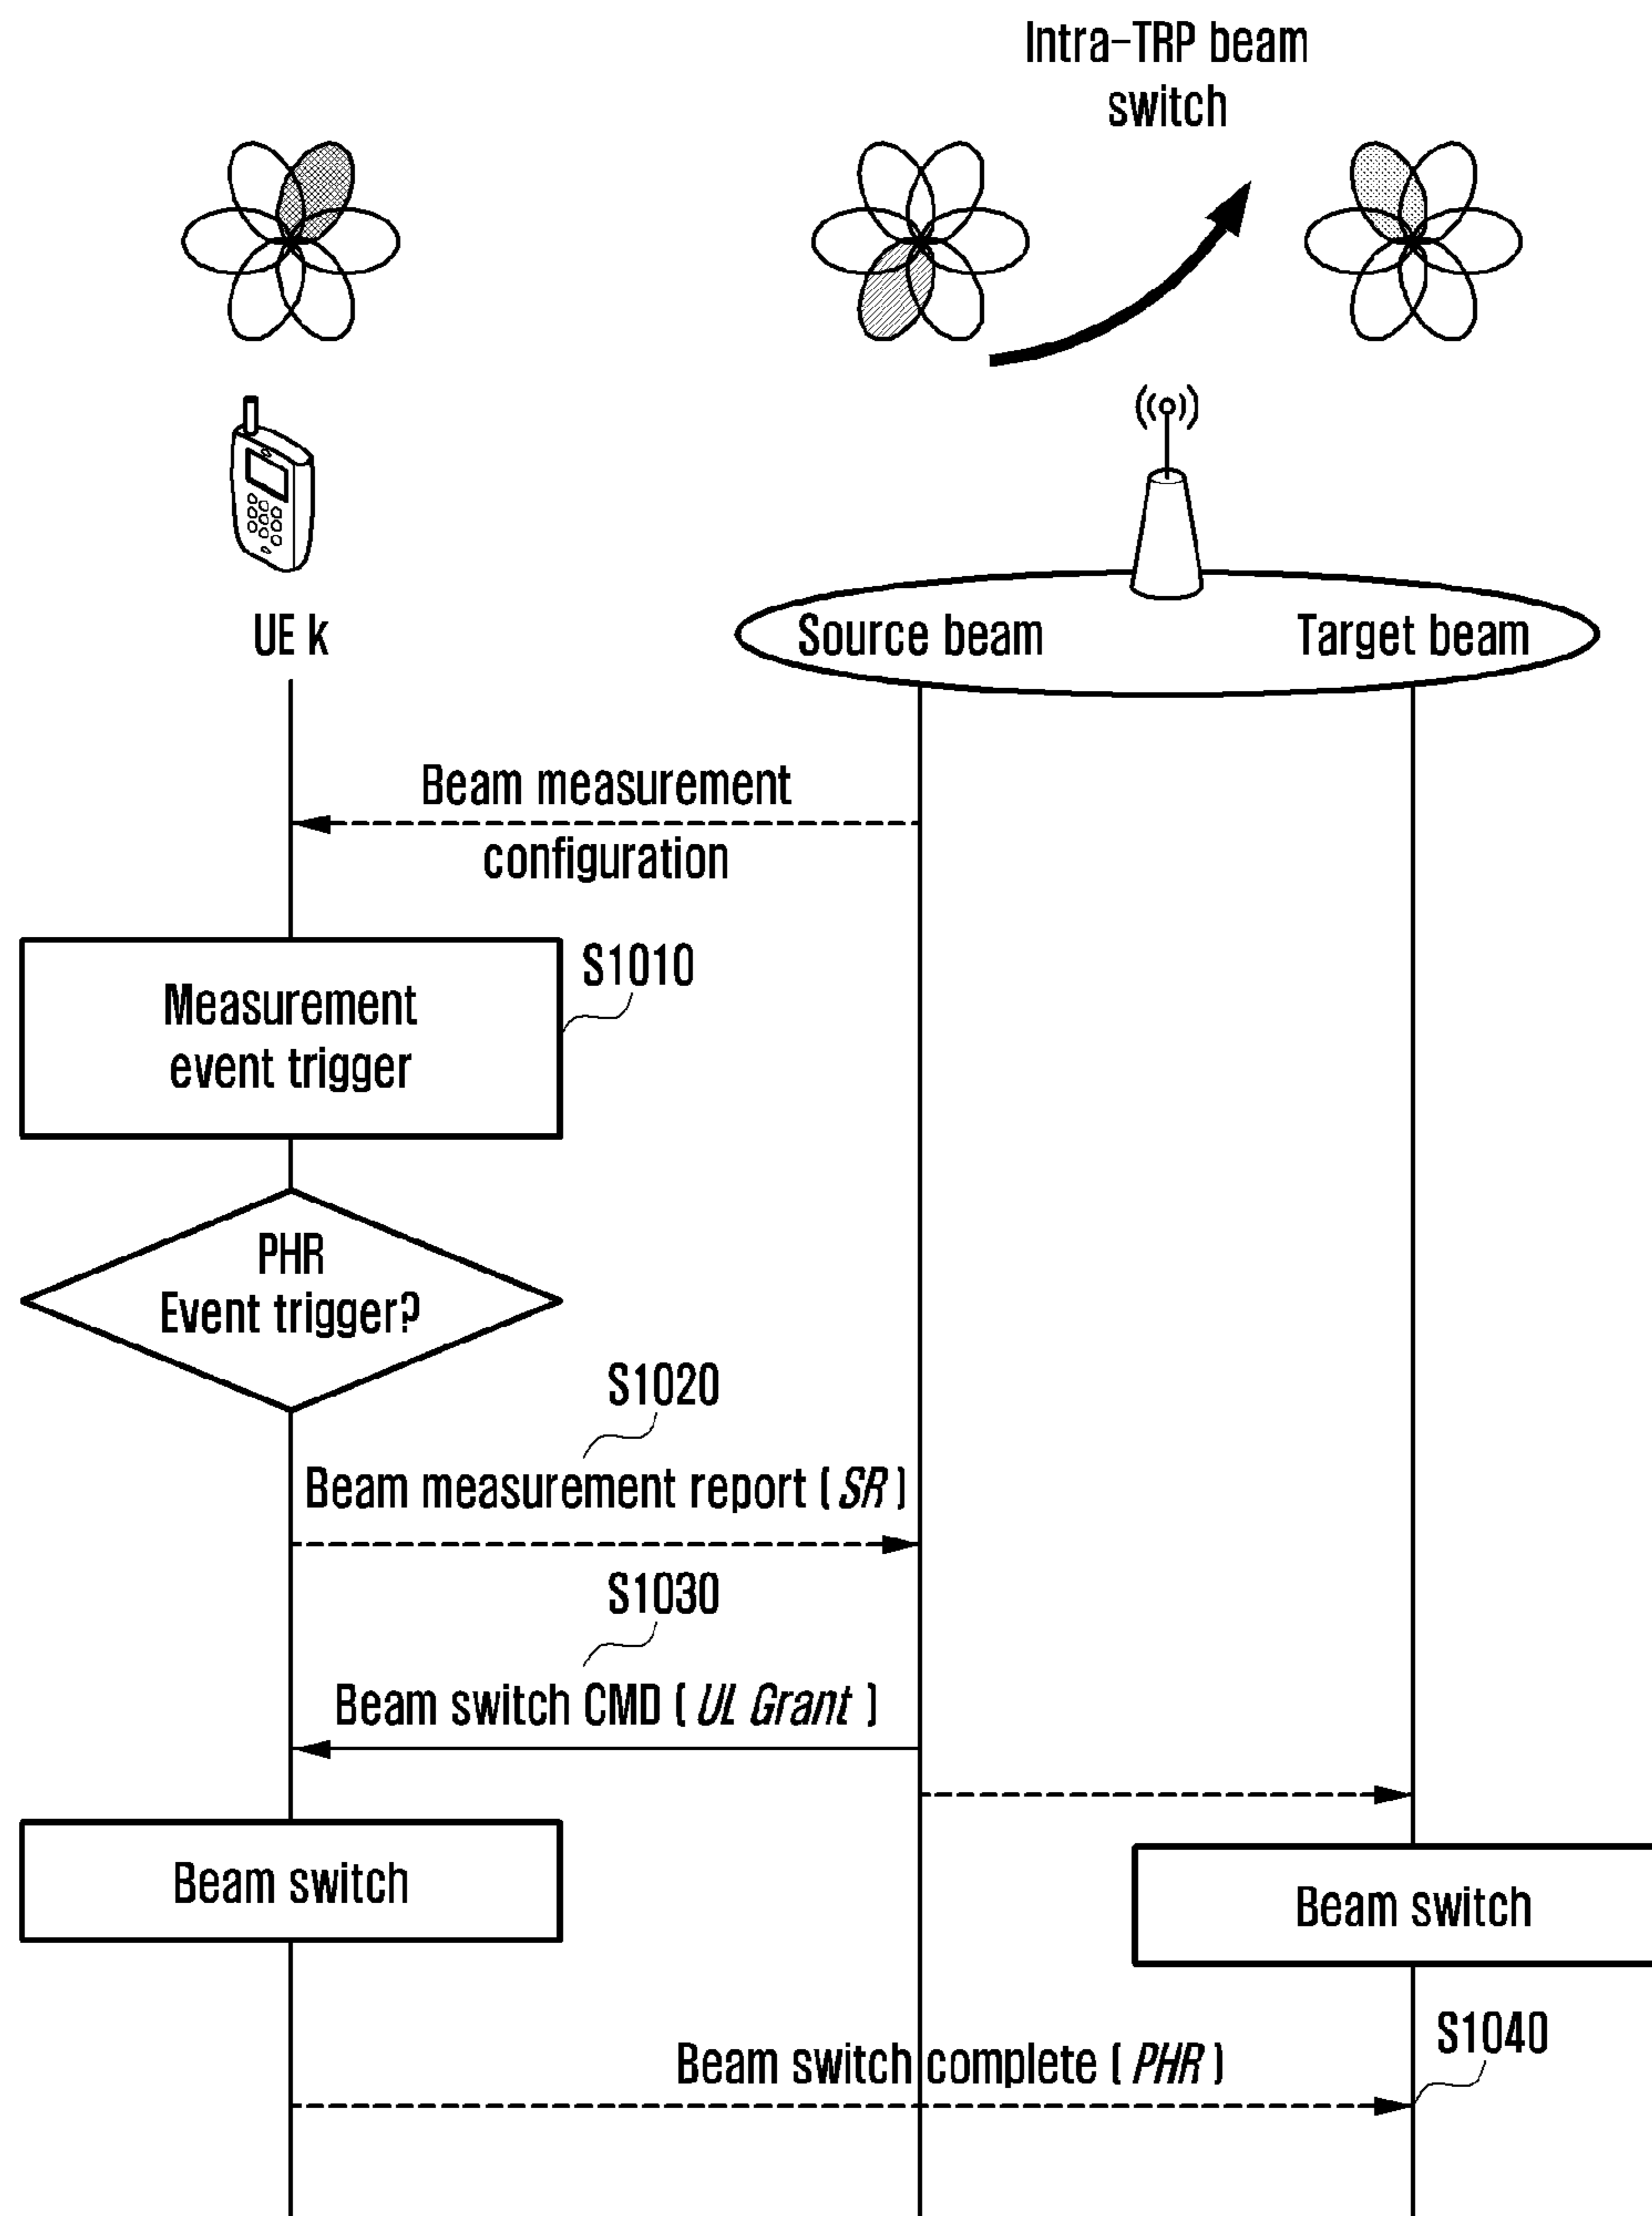 Intra-TRP beam
switch
UE k
Source beam
Target beam
Beam measurement
configuration
S1010
Measurement
event trigger
PHR
Event trigger?
S1020
Beam measurement report (SR)
S1030
Beam switch CMD (UL Grant)
Beam switch
Beam switch
S1040
Beam switch complete (PHR)